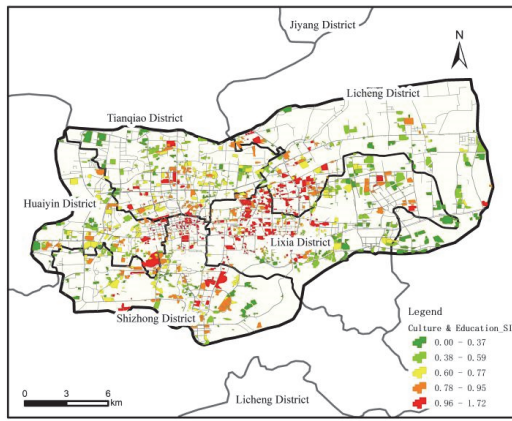 Jiyang District
N
Licheng District
Tianqiao District
Huaiyin District
Lixia District
Shizhong District
Licheng District
Legend
Culture & Education_SI
0.00 - 0.37
0.38 - 0.59
0.60 - 0.77
0.78 - 0.95
0.96 - 1.72
0 3 6
km